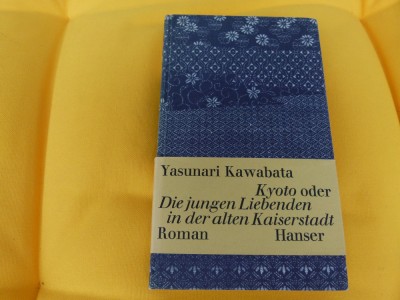 Yasunari Kawabata
Kyoto oder
Die jungen Liebenden
in der alten Kaiserstadt
Roman Hanser